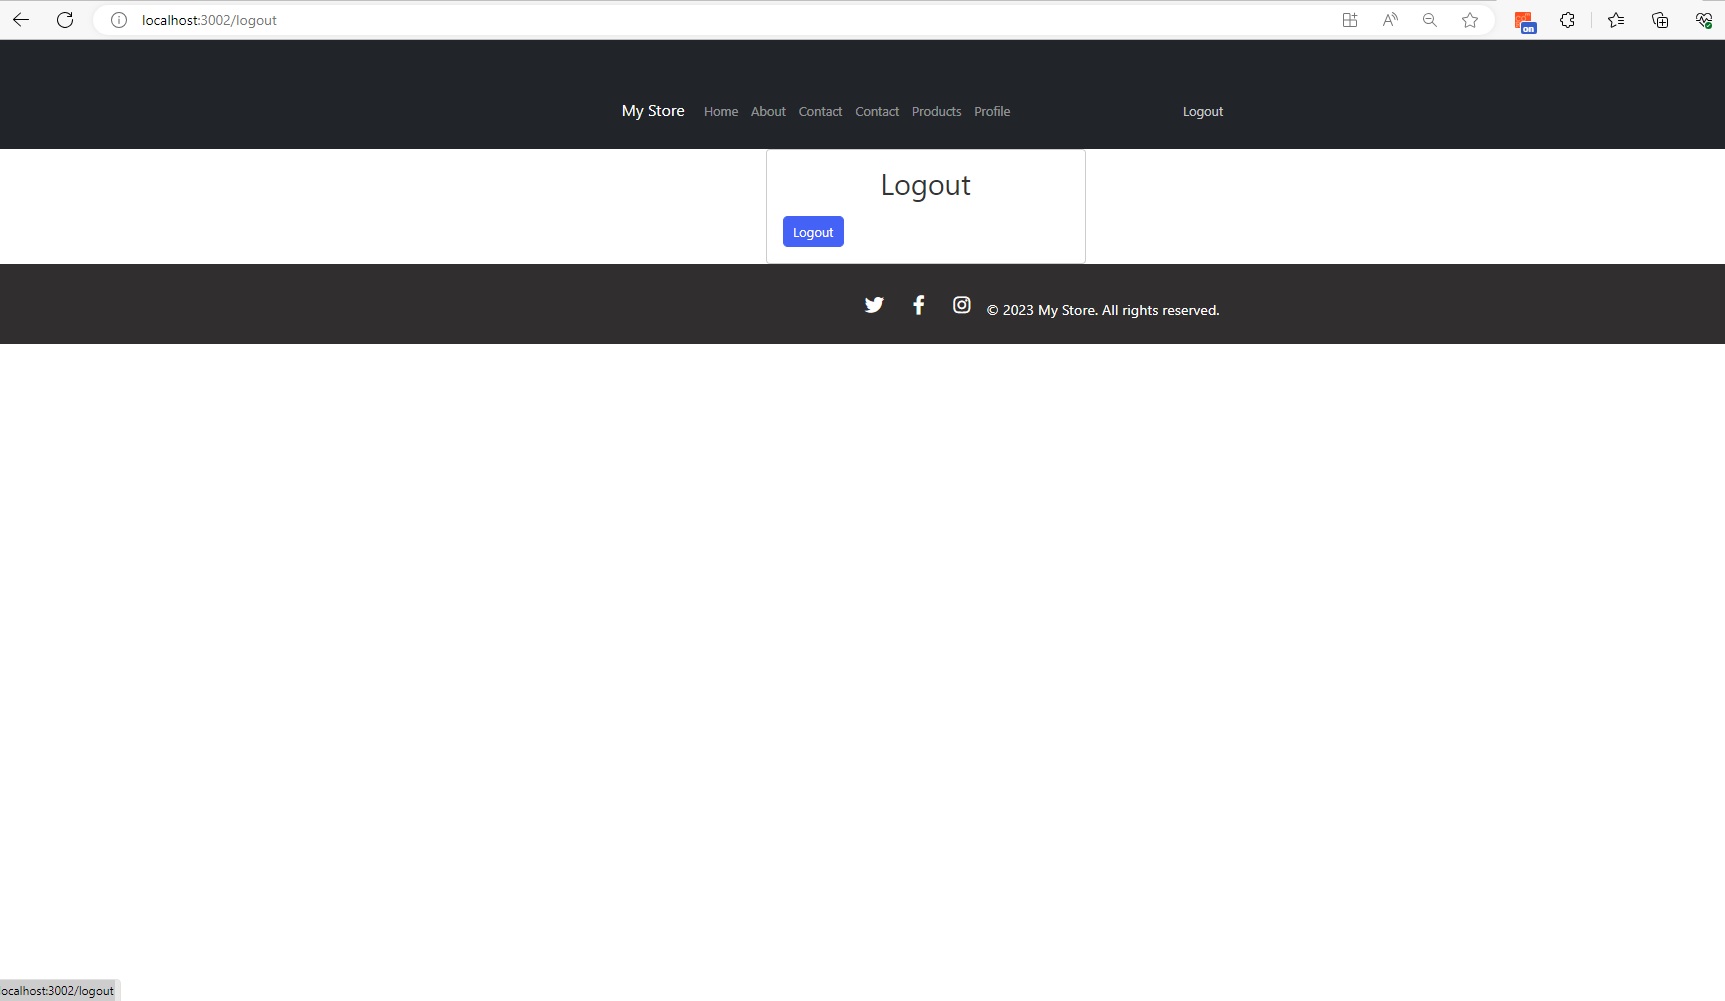 localhost:3002/logout
on
My Store Home About Contact Contact Products Profile Logout
Logout
Logout
© 2023 My Store. All rights reserved.
ocalhost:3002/logout